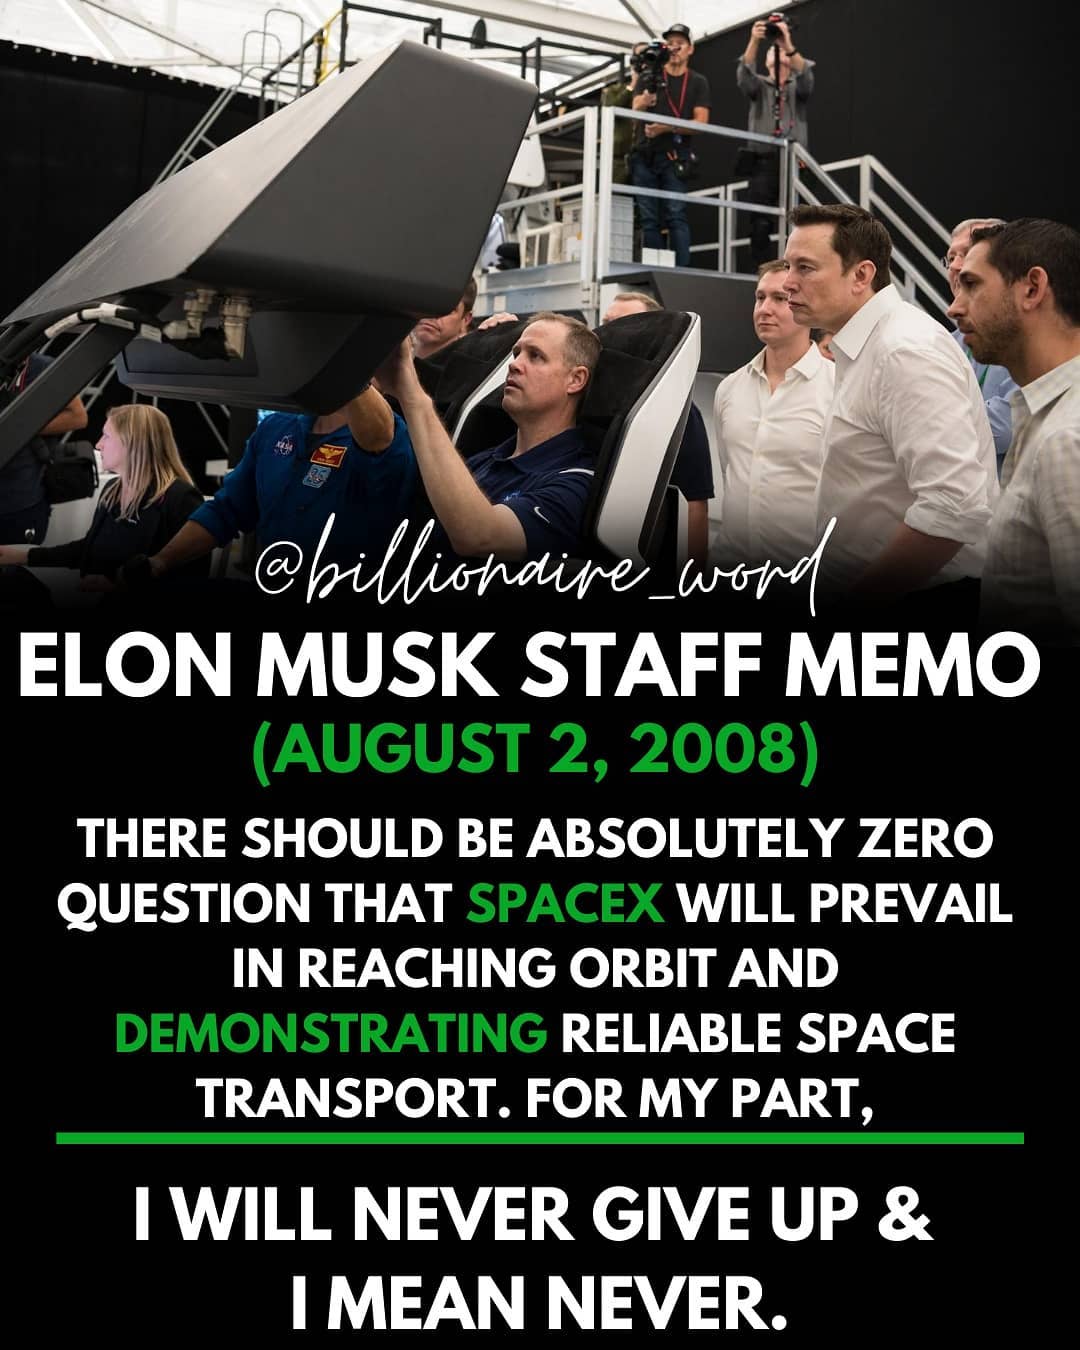 NASA
@billionaire_word
ELON MUSK STAFF MEMO
(AUGUST 2, 2008)
THERE SHOULD BE ABSOLUTELY ZERO
QUESTION THAT SPACEX WILL PREVAIL
IN REACHING ORBIT AND
DEMONSTRATING RELIABLE SPACE
TRANSPORT. FOR MY PART,
I WILL NEVER GIVE UP &
I MEAN NEVER.